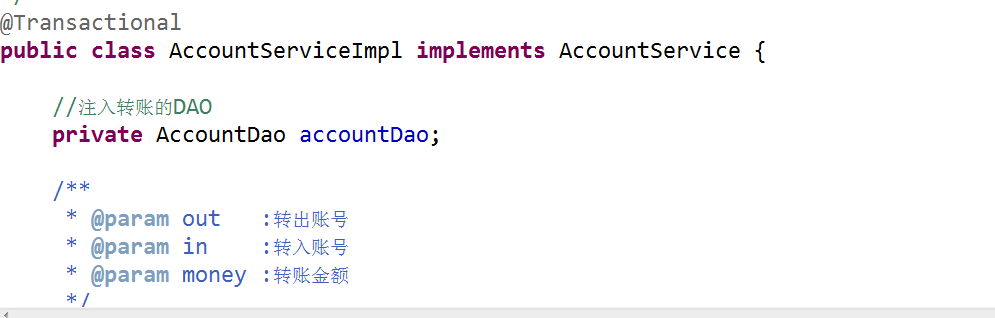 @Transactional
public class AccountServiceImpl implements AccountService {
//注入转账的DAO
private AccountDao accountDao;
/**
* @param out :转出账号
* @param in :转入账号
* @param money :转账金额
*/